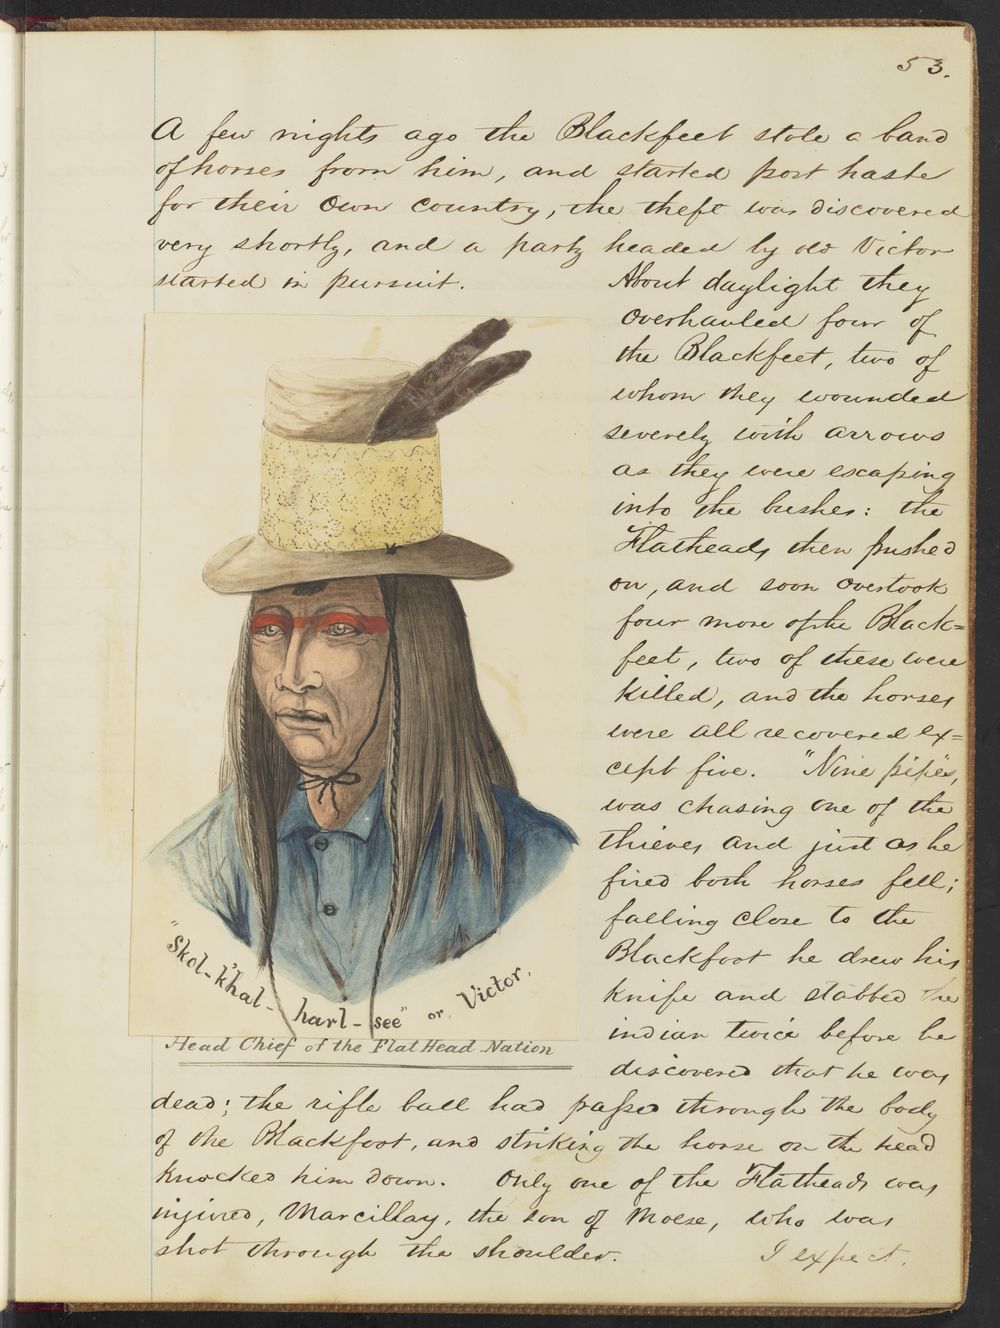 53.
A few nights ago the Blackfeet stole a band
of horses from him, and started post haste
for their own country, the theft was discovered
very shortly, and a party headed by old Victor
started in pursuit. About daylight they
overhauled four of
the Blackfeet, two of
whom they wounded
severely with arrows
as they were escaping
into the bushes: the
Flatheads then pushed
on, and soon overtook
four more of the Black=
feet, two of these were
killed, and the horses
were all recovered ex=
cept five. "Nine pipes,
was chasing one of the
thieves and just as he
fired both horses fell;
falling close to the
Blackfoot he drew his
knife and stabbed the
indian twice before he
discovered that he was
"Skol-k'hal-harl-see" or, Victor,
Head Chief of the Flat Head Nation
dead; the rifle ball had passed through the body
of the Blackfoot, and striking the horse on the head
knocked him down. Only one of the Flatheads was
injured, Marcillay, the son of Moese, who was
shot through the shoulder. I expect.